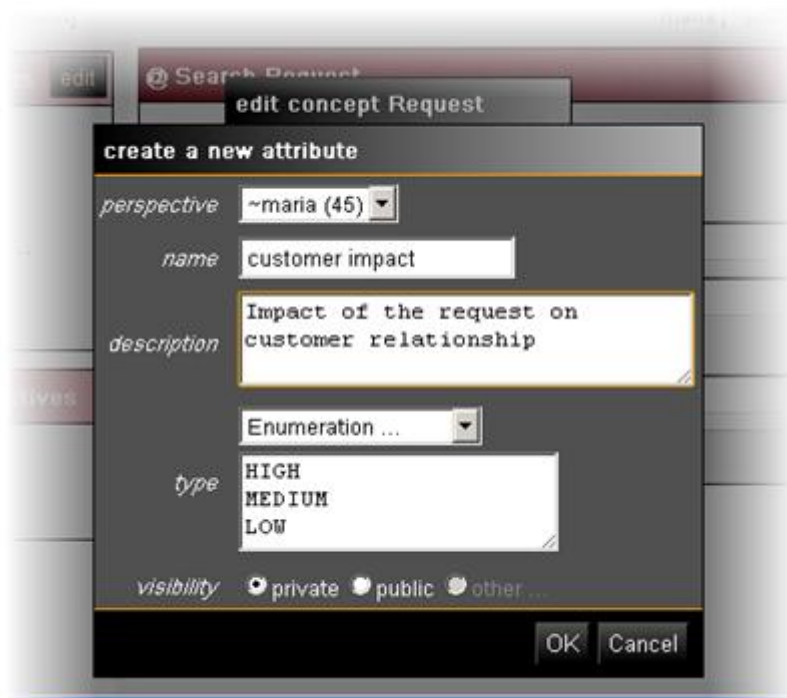 edit
@ Search Request
edit concept Request
create a new attribute
perspective ~maria (45)
name customer impact
description Impact of the request on
customer relationship
Enumeration ...
type HIGH
MEDIUM
LOW
visibility private public other ...
OK Cancel